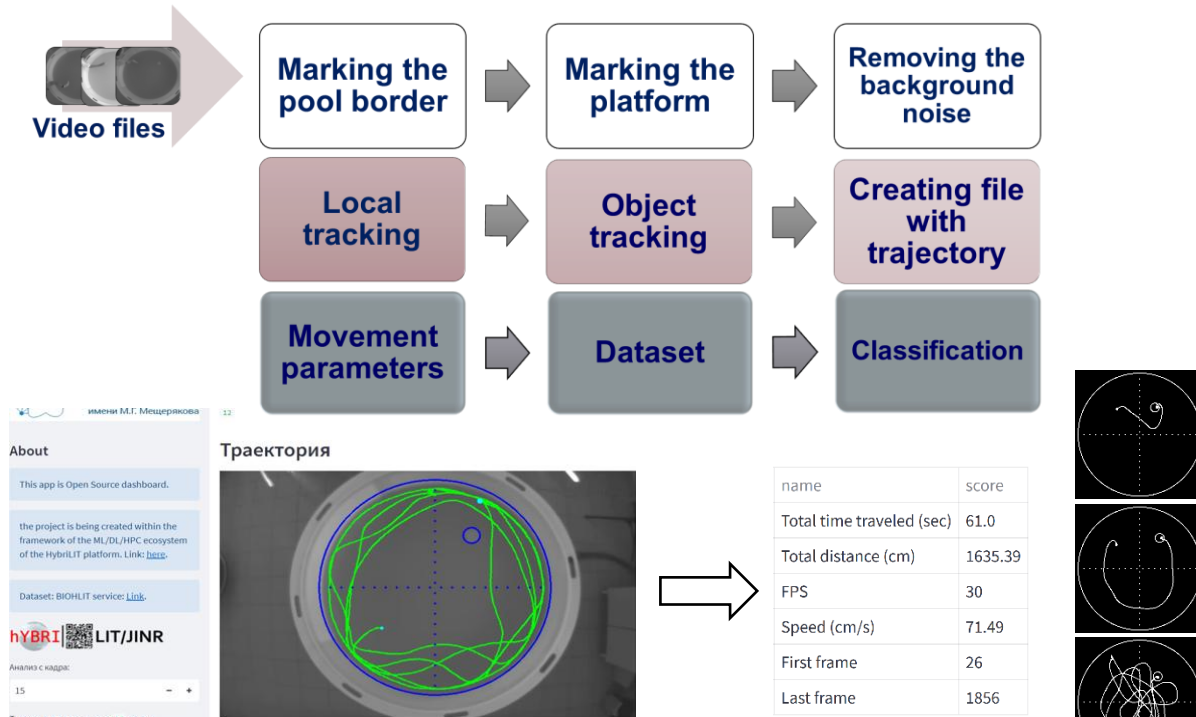 Video files
Marking the
pool border
Marking the
platform
Removing the
background
noise
Local
tracking
Object
tracking
Creating file
with
trajectory
Movement
parameters
Dataset
Classification
имени М.Г. Мещерякова
12
About
This app is Open Source dashboard.
the project is being created within the
framework of the ML/DL/HPC ecosystem
of the HybriLIT platform. Link: here.
Dataset: BIOHLIT service: Link.
hYBRI LIT/JINR
Анализ с кадра:
15 - +
Траектория
name score
Total time traveled (sec) 61.0
Total distance (cm) 1635.39
FPS 30
Speed (cm/s) 71.49
First frame 26
Last frame 1856